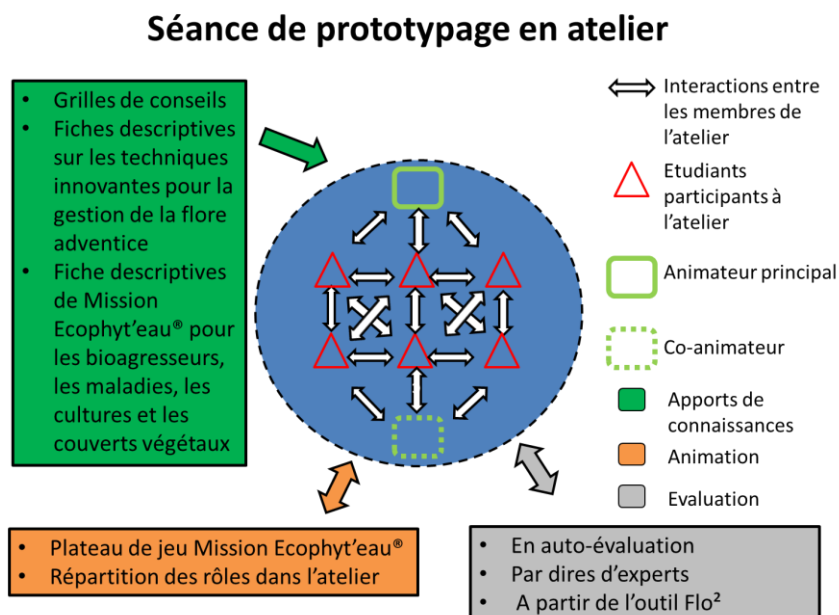 Séance de prototypage en atelier
• Grilles de conseils
• Fiches descriptives
sur les techniques
innovantes pour la
gestion de la flore
adventice
• Fiche descriptives
de Mission
Ecophyt'eau® pour
les bioagresseurs,
les maladies, les
cultures et les
couverts végétaux
Interactions entre
les membres de
l'atelier
Etudiants
participants à
l'atelier
Animateur principal
Co-animateur
Apports de
connaissances
Animation
Evaluation
• Plateau de jeu Mission Ecophyt'eau®
• Répartition des rôles dans l'atelier
• En auto-évaluation
• Par dires d'experts
• A partir de l'outil Flo²